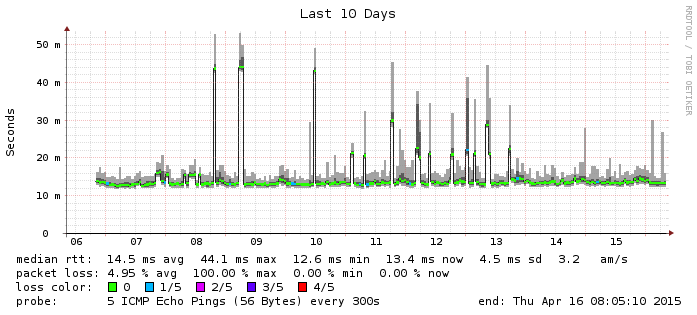 Last 10 Days
RRDTOOL / TOBI OETIKER
Seconds
50 m
40 m
30 m
20 m
10 m
0
06 07 08 09 10 11 12 13 14 15
median rtt: 14.5 ms avg 44.1 ms max 12.6 ms min 13.4 ms now 4.5 ms sd 3.2 am/s
packet loss: 4.95 % avg 100.00 % max 0.00 % min 0.00 % now
loss color: 0 1/5 2/5 3/5 4/5
probe: 5 ICMP Echo Pings (56 Bytes) every 300s end: Thu Apr 16 08:05:10 2015